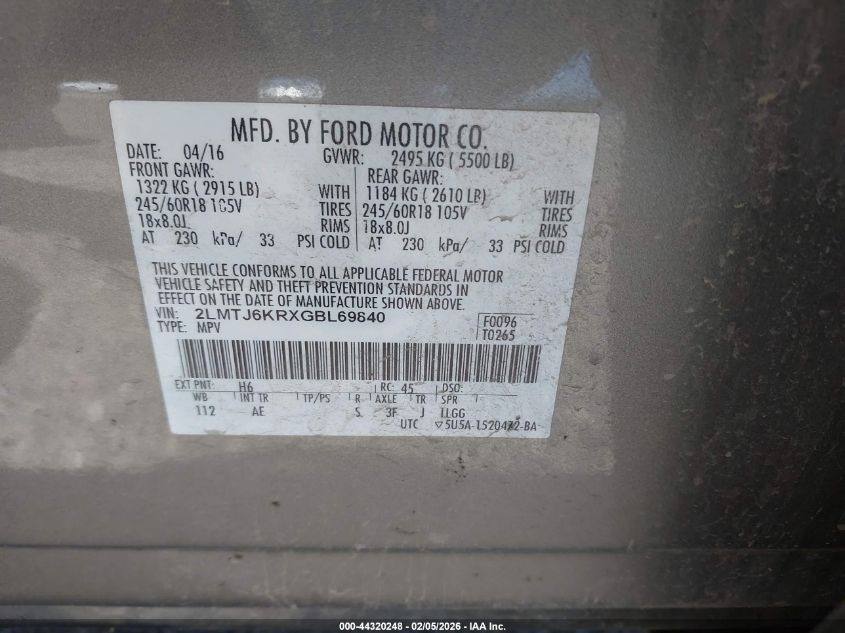 MFD. BY FORD MOTOR CO.
DATE: 04/16 GVWR: 2495 KG ( 5500 LB)
FRONT GAWR: REAR GAWR:
1322 KG ( 2915 LB) WITH 1184 KG ( 2610 LB) WITH
245/60R18 105V TIRES 245/60R18 105V TIRES
18x8.0J RIMS 18x8.0J RIMS
AT 230 kPa/ 33 PSI COLD AT 230 kPa/ 33 PSI COLD
THIS VEHICLE CONFORMS TO ALL APPLICABLE FEDERAL MOTOR
VEHICLE SAFETY AND THEFT PREVENTION STANDARDS IN
EFFECT ON THE DATE OF MANUFACTURE SHOWN ABOVE.
VIN: 2LMTJ6KRXGBL69840 F0096
TYPE: MPV T0265
EXT PNT: H6 RC: 45 DSO:
WB INT TR TP/PS R AXLE TR SPR
112 AE S 3F J LLGG
UTC ▽5U5A-1520472-BA
000-44320248 - 02/05/2026 - IAA Inc.